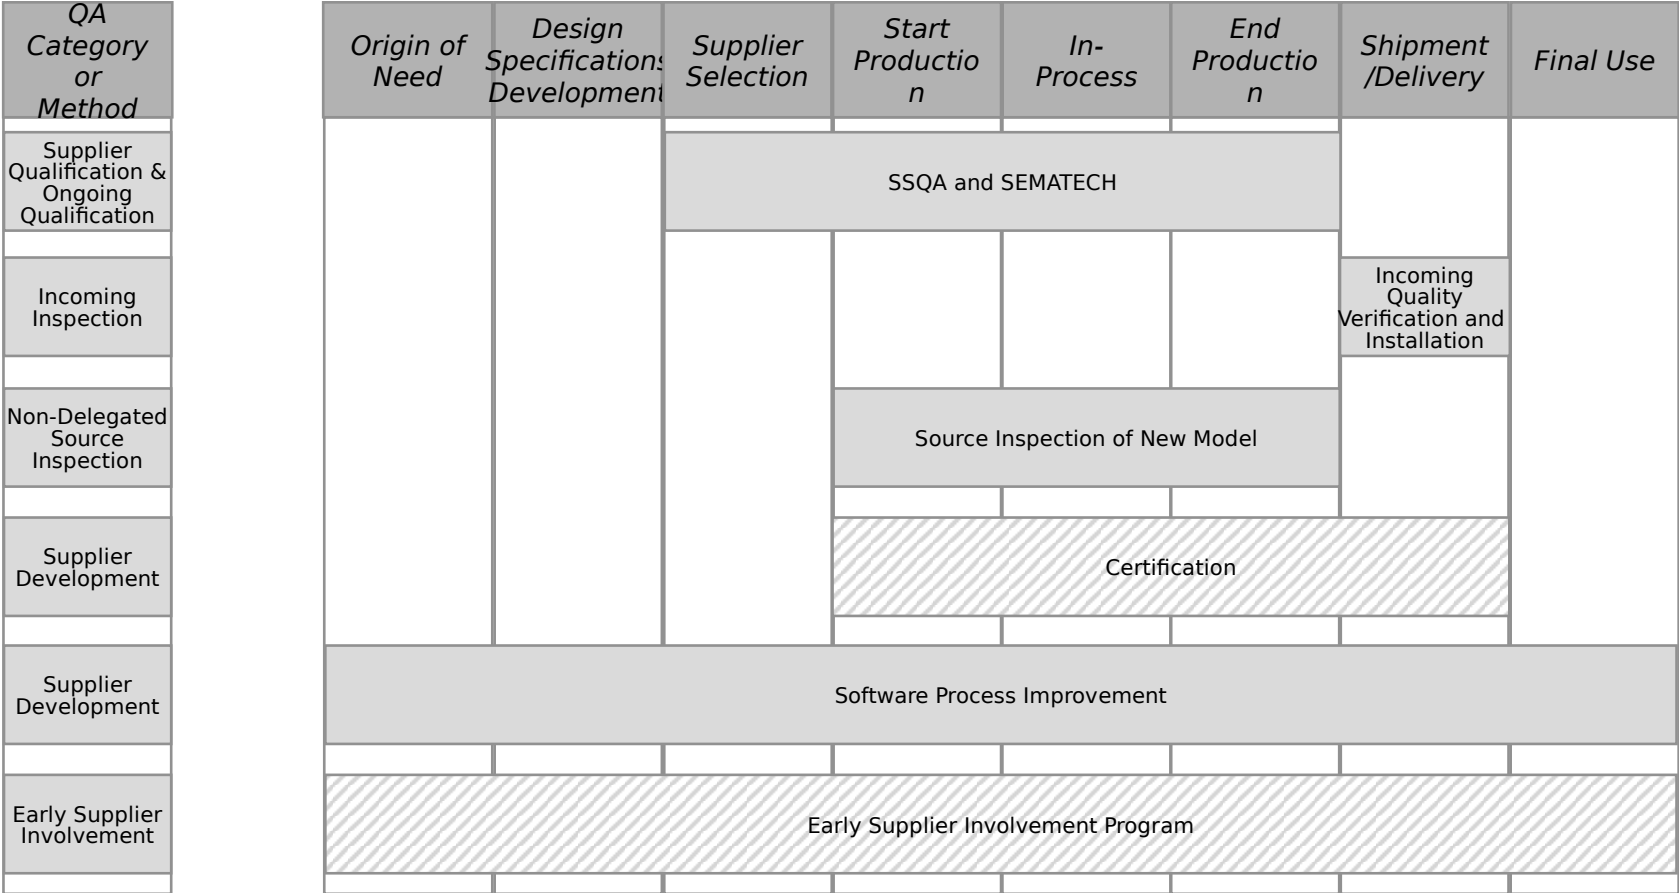 QA
Category
or
Method
Origin of
Need
Design
Specifications
Development
Supplier
Selection
Start
Productio
n
In-
Process
End
Productio
n
Shipment
/Delivery
Final Use
Supplier
Qualification &
Ongoing
Qualification
SSQA and SEMATECH
Incoming
Inspection
Incoming
Quality
Verification and
Installation
Non-Delegated
Source
Inspection
Source Inspection of New Model
Supplier
Development
Certification
Supplier
Development
Software Process Improvement
Early Supplier
Involvement
Early Supplier Involvement Program